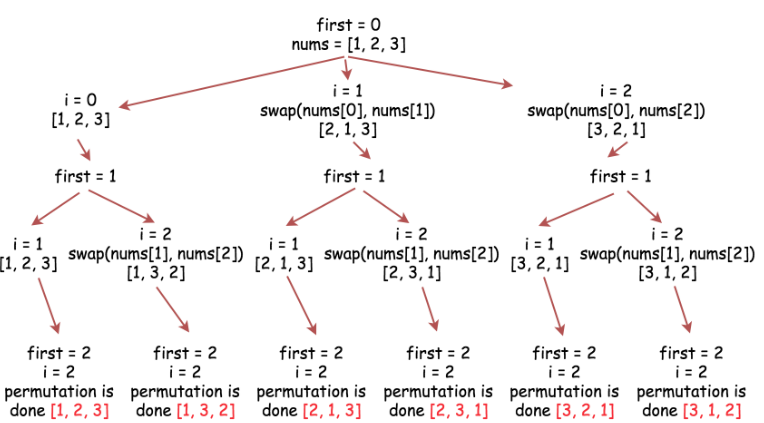 first = 0
nums = [1, 2, 3]
i = 0
[1, 2, 3]
i = 1
swap(nums[0], nums[1])
[2, 1, 3]
i = 2
swap(nums[0], nums[2])
[3, 2, 1]
first = 1
first = 1
first = 1
i = 1
[1, 2, 3]
i = 2
swap(nums[1], nums[2])
[1, 3, 2]
i = 1
[2, 1, 3]
i = 2
swap(nums[1], nums[2])
[2, 3, 1]
i = 1
[3, 2, 1]
i = 2
swap(nums[1], nums[2])
[3, 1, 2]
first = 2
i = 2
permutation is
done [1, 2, 3]
first = 2
i = 2
permutation is
done [1, 3, 2]
first = 2
i = 2
permutation is
done [2, 1, 3]
first = 2
i = 2
permutation is
done [2, 3, 1]
first = 2
i = 2
permutation is
done [3, 2, 1]
first = 2
i = 2
permutation is
done [3, 1, 2]